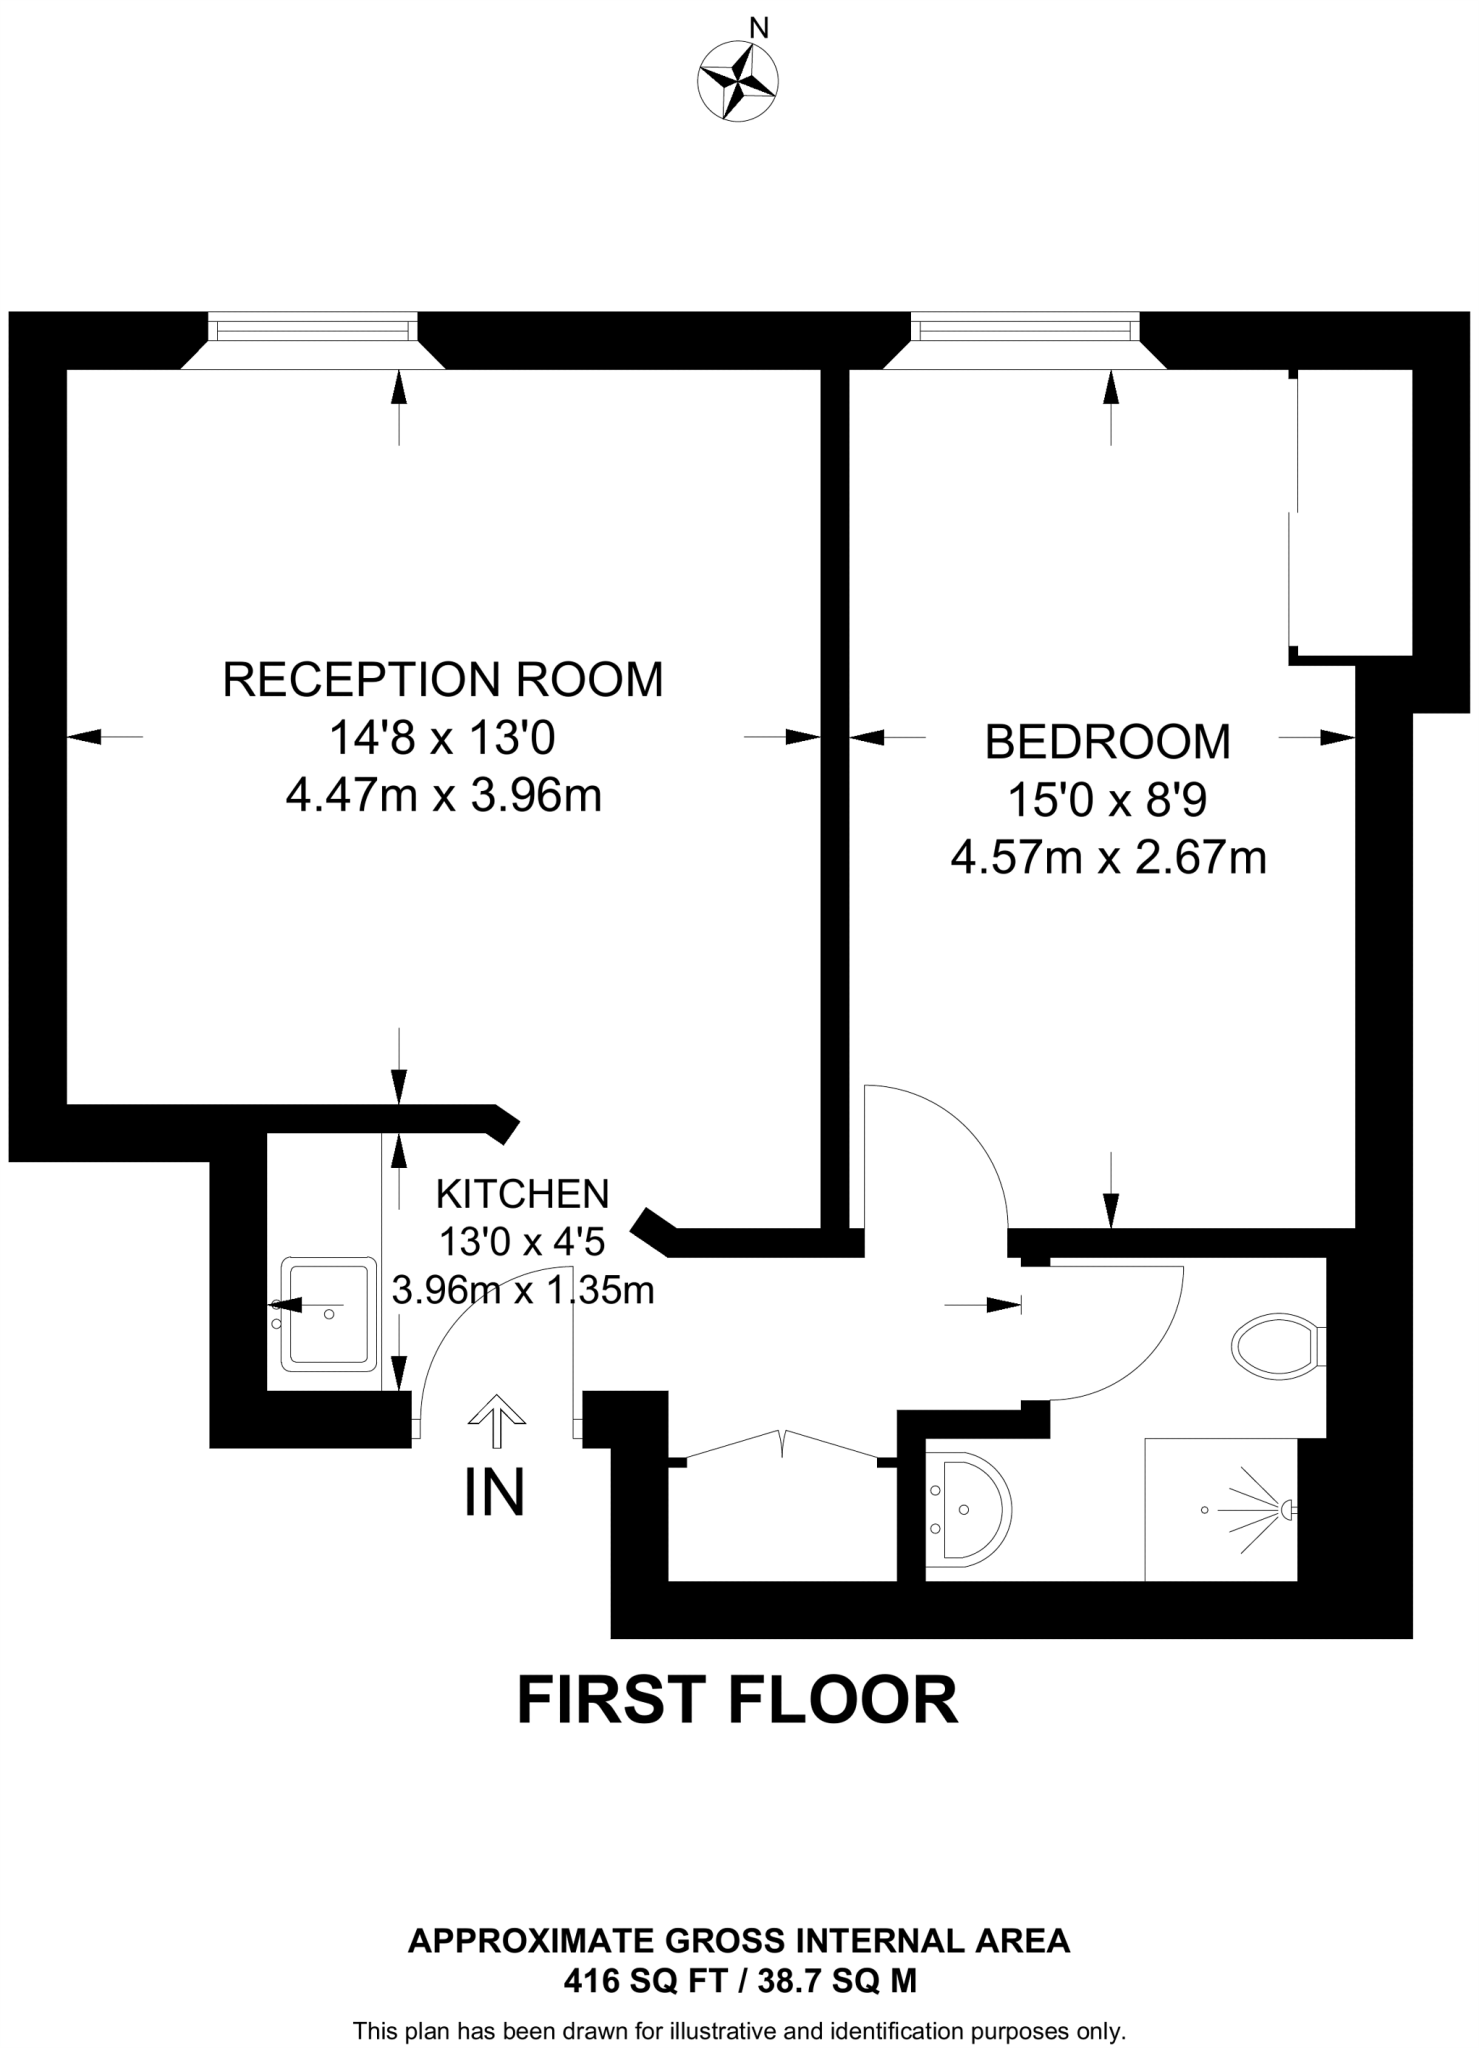 N
RECEPTION ROOM
14'8 x 13'0
4.47m x 3.96m
BEDROOM
15'0 x 8'9
4.57m x 2.67m
KITCHEN
13'0 x 4'5
3.96m x 1.35m
IN
FIRST FLOOR
APPROXIMATE GROSS INTERNAL AREA
416 SQ FT / 38.7 SQ M
This plan has been drawn for illustrative and identification purposes only.